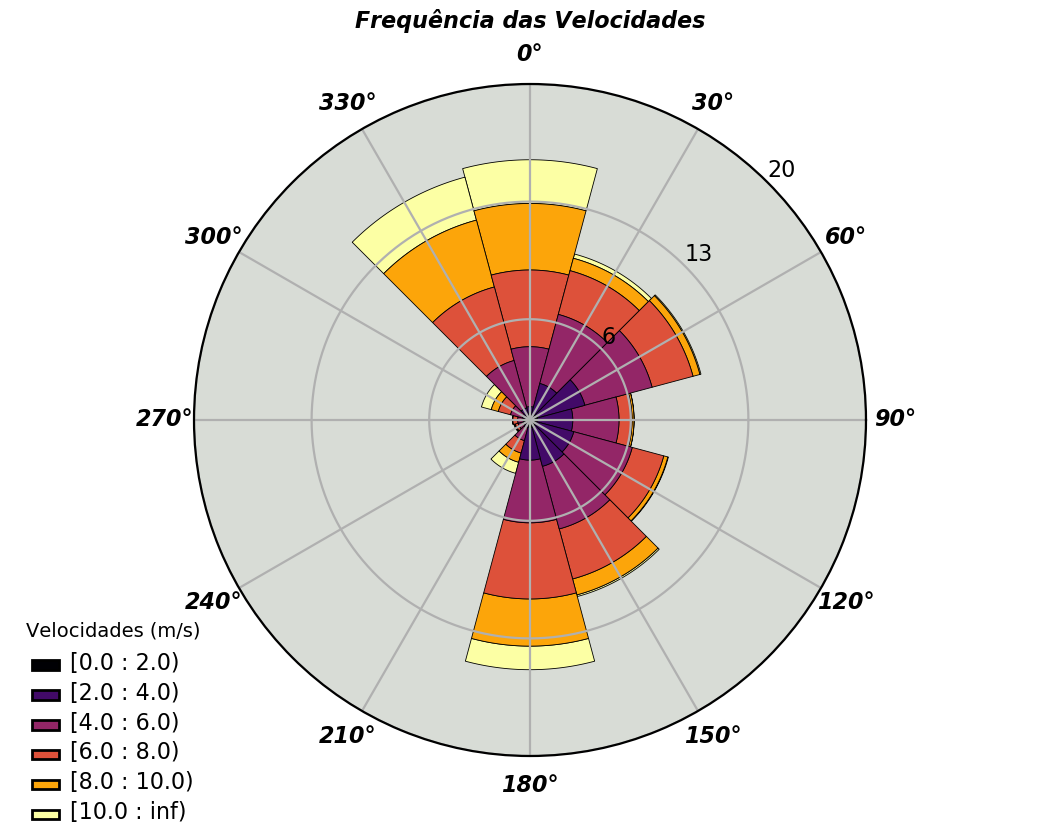 Frequência das Velocidades
0°
330°
30°
20
300°
60°
13
6
270°
90°
240°
120°
210°
150°
180°
Velocidades (m/s)
[0.0 : 2.0)
[2.0 : 4.0)
[4.0 : 6.0)
[6.0 : 8.0)
[8.0 : 10.0)
[10.0 : inf)